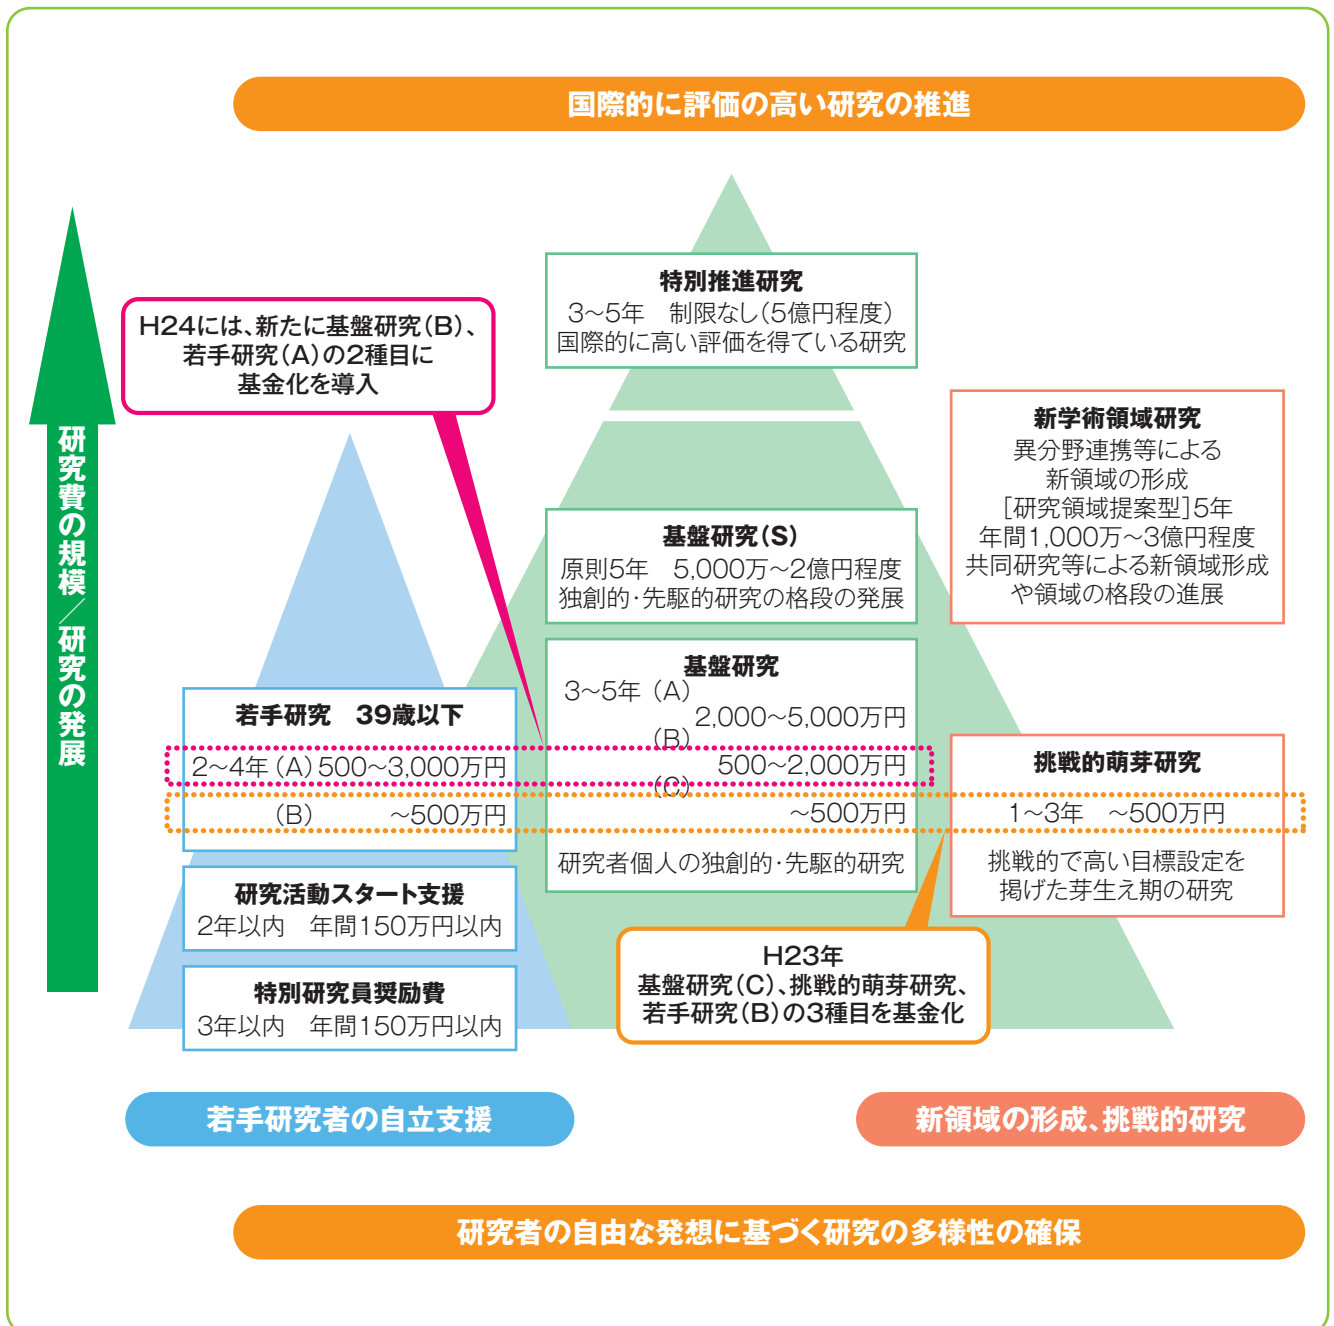 国際的に評価の高い研究の推進
研究費の規模／研究の発展
H24には、新たに基盤研究（B）、
若手研究（A）の2種目に
基金化を導入
特別推進研究
3～5年　制限なし（5億円程度）
国際的に高い評価を得ている研究
新学術領域研究
異分野連携等による
新領域の形成
［研究領域提案型］5年
年間1,000万～3億円程度
共同研究等による新領域形成
や領域の格段の進展
基盤研究（S）
原則5年　5,000万～2億円程度
独創的・先駆的研究の格段の発展
基盤研究
3～5年（A）
2,000～5,000万円
（B）
500～2,000万円
（C）
～500万円
研究者個人の独創的・先駆的研究
若手研究　39歳以下
2～4年（A）500～3,000万円
（B）　～500万円
挑戦的萌芽研究
1～3年　～500万円
挑戦的で高い目標設定を
掲げた芽生え期の研究
研究活動スタート支援
2年以内　年間150万円以内
特別研究員奨励費
3年以内　年間150万円以内
H23年
基盤研究（C）、挑戦的萌芽研究、
若手研究（B）の3種目を基金化
若手研究者の自立支援
新領域の形成、挑戦的研究
研究者の自由な発想に基づく研究の多様性の確保